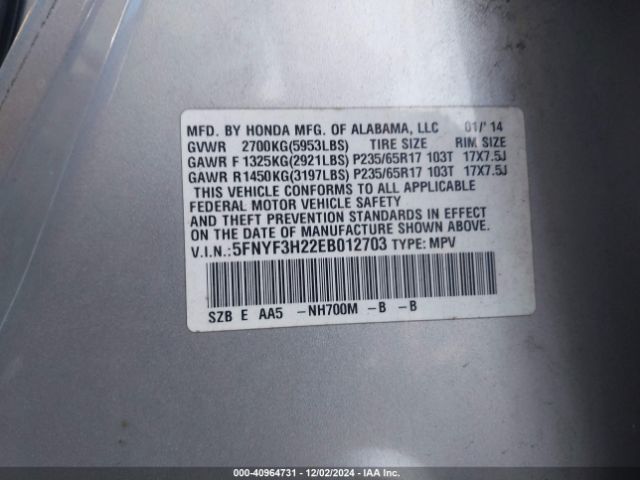 MFD. BY HONDA MFG. OF ALABAMA, LLC 01/'14
GVWR 2700KG(5953LBS) TIRE SIZE RIM SIZE
GAWR F 1325KG(2921LBS) P235/65R17 103T 17X7.5J
GAWR R1450KG(3197LBS) P235/65R17 103T 17X7.5J
THIS VEHICLE CONFORMS TO ALL APPLICABLE
FEDERAL MOTOR VEHICLE SAFETY
AND THEFT PREVENTION STANDARDS IN EFFECT
ON THE DATE OF MANUFACTURE SHOWN ABOVE.
V.I.N.:5FNYF3H22EB012703 TYPE: MPV
SZB E AA5 -NH700M -B -B
000-40964731 - 12/02/2024 - IAA Inc.